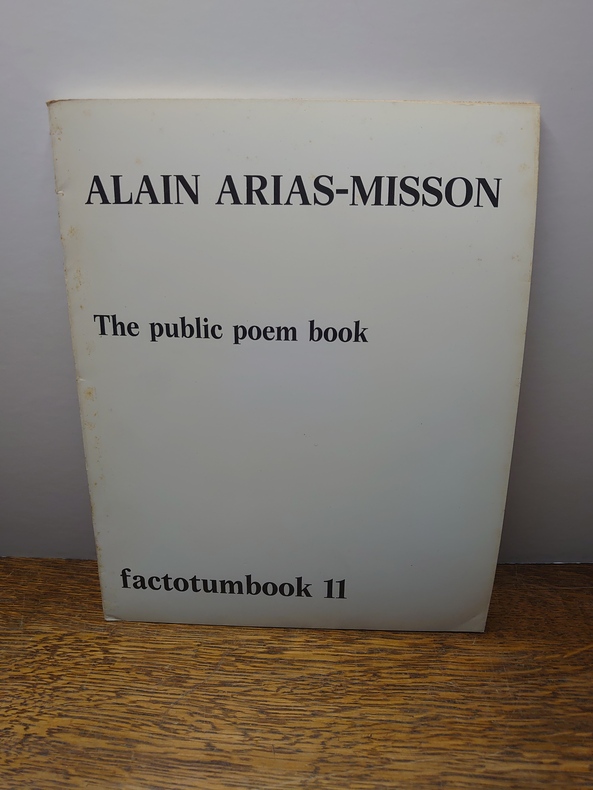 ALAIN ARIAS-MISSON
The public poem book
factotumbook 11